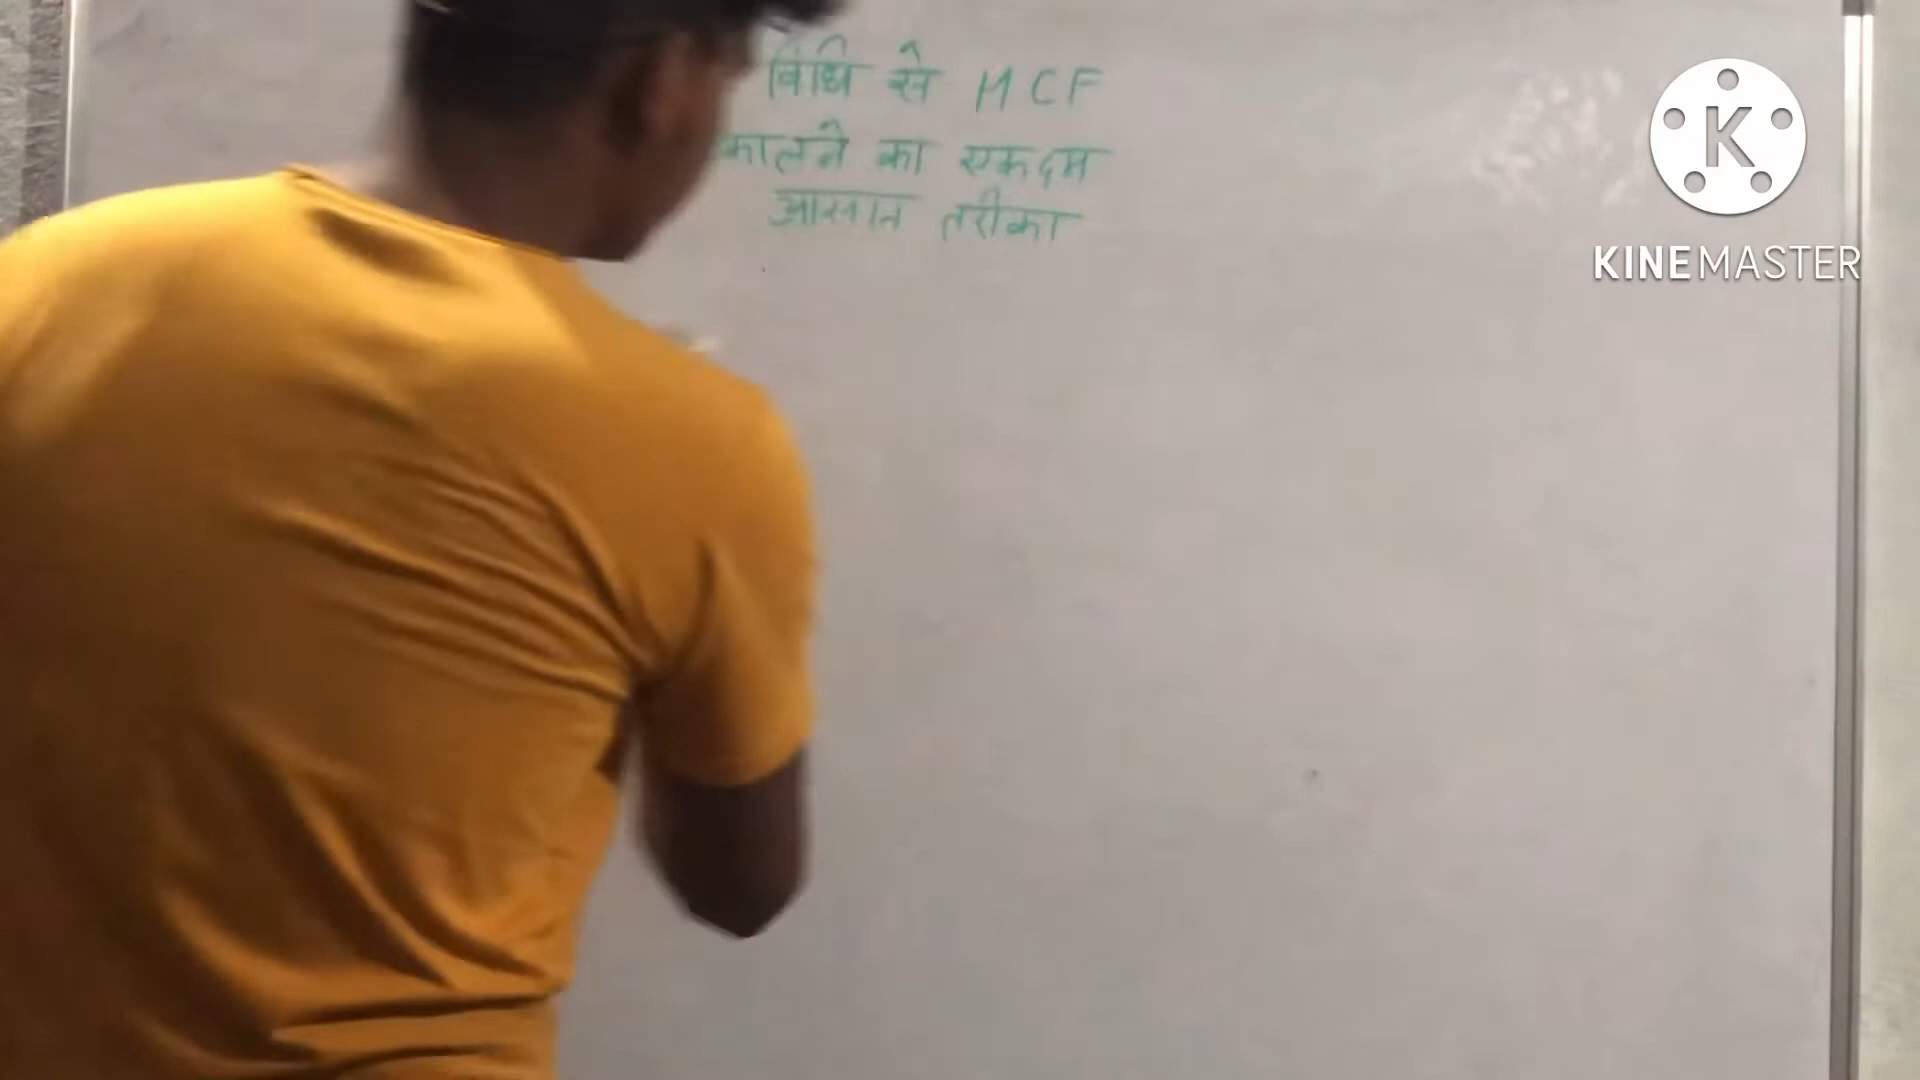 विधि से HCF
कालने का एकदम
आसान तरीका
K
KINEMASTER